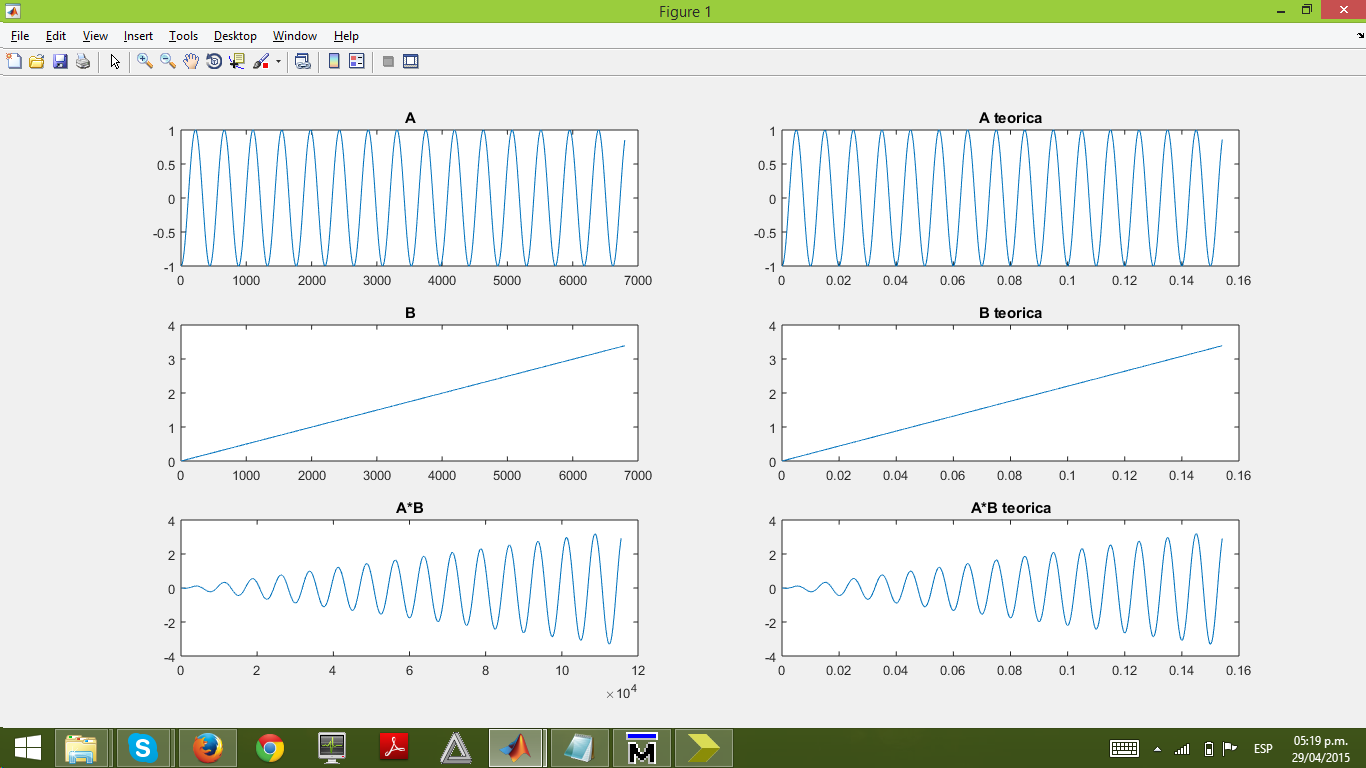 Figure 1
File Edit View Insert Tools Desktop Window Help
A
1
0.5
0
-0.5
-1
0 1000 2000 3000 4000 5000 6000 7000
A teorica
1
0.5
0
-0.5
-1
0 0.02 0.04 0.06 0.08 0.1 0.12 0.14 0.16
B
4
3
2
1
0
0 1000 2000 3000 4000 5000 6000 7000
B teorica
4
3
2
1
0
0 0.02 0.04 0.06 0.08 0.1 0.12 0.14 0.16
A*B
4
2
0
-2
-4
0 2 4 6 8 10 12
×10^4
A*B teorica
4
2
0
-2
-4
0 0.02 0.04 0.06 0.08 0.1 0.12 0.14 0.16
M
ESP
05:19 p.m.
29/04/2015